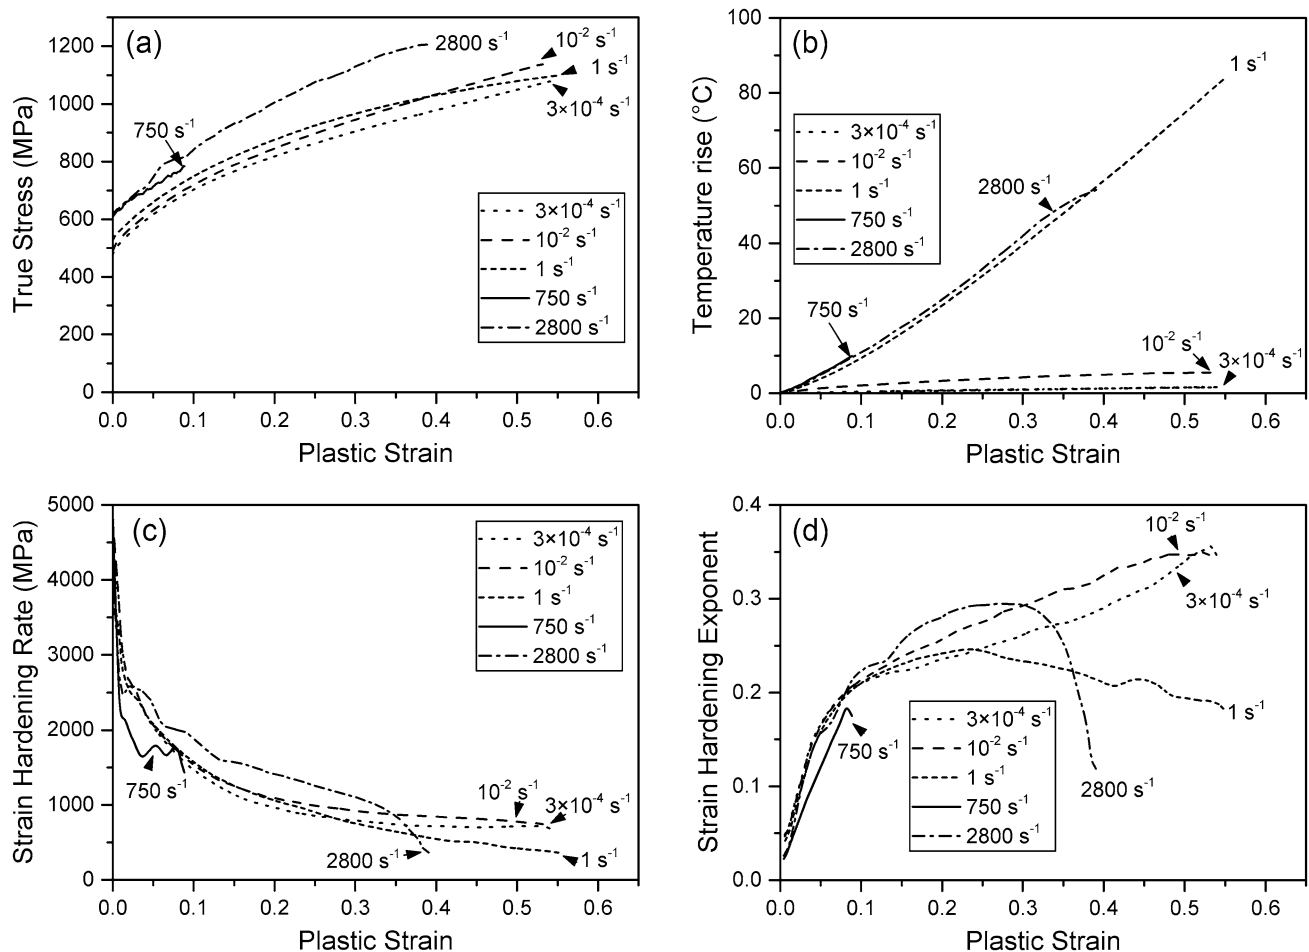 (a)
True Stress (MPa)
1200
1000
800
600
400
200
0
2800 s⁻¹
10⁻² s⁻¹
1 s⁻¹
3×10⁻⁴ s⁻¹
750 s⁻¹
3×10⁻⁴ s⁻¹
10⁻² s⁻¹
1 s⁻¹
750 s⁻¹
2800 s⁻¹
0.0 0.1 0.2 0.3 0.4 0.5 0.6
Plastic Strain
(b)
Temperature rise (°C)
100
80
60
40
20
0
1 s⁻¹
3×10⁻⁴ s⁻¹
10⁻² s⁻¹
1 s⁻¹
750 s⁻¹
2800 s⁻¹
2800 s⁻¹
750 s⁻¹
10⁻² s⁻¹
3×10⁻⁴ s⁻¹
0.0 0.1 0.2 0.3 0.4 0.5 0.6
Plastic Strain
(c)
Strain Hardening Rate (MPa)
5000
4000
3000
2000
1000
0
3×10⁻⁴ s⁻¹
10⁻² s⁻¹
1 s⁻¹
750 s⁻¹
2800 s⁻¹
750 s⁻¹
10⁻² s⁻¹
3×10⁻⁴ s⁻¹
2800 s⁻¹
1 s⁻¹
0.0 0.1 0.2 0.3 0.4 0.5 0.6
Plastic Strain
(d)
Strain Hardening Exponent
0.4
0.3
0.2
0.1
0.0
10⁻² s⁻¹
3×10⁻⁴ s⁻¹
1 s⁻¹
750 s⁻¹
2800 s⁻¹
3×10⁻⁴ s⁻¹
10⁻² s⁻¹
1 s⁻¹
750 s⁻¹
2800 s⁻¹
0.0 0.1 0.2 0.3 0.4 0.5 0.6
Plastic Strain